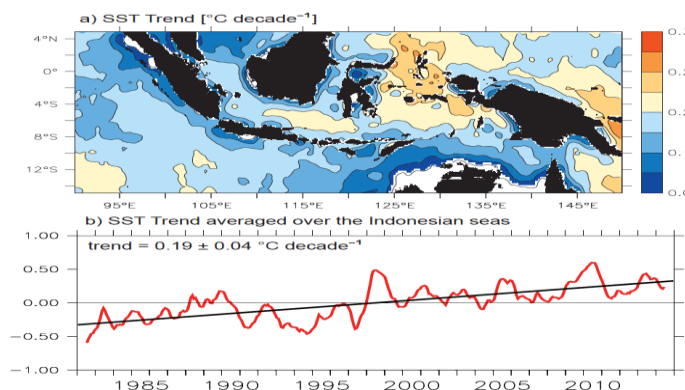 a) SST Trend [°C decade⁻¹]
4°N
0°
4°S
8°S
12°S
95°E
105°E
115°E
125°E
135°E
145°E
b) SST Trend averaged over the Indonesian seas
trend = 0.19 ± 0.04 °C decade⁻¹
1.00
0.50
0.00
−0.50
−1.00
1985
1990
1995
2000
2005
2010